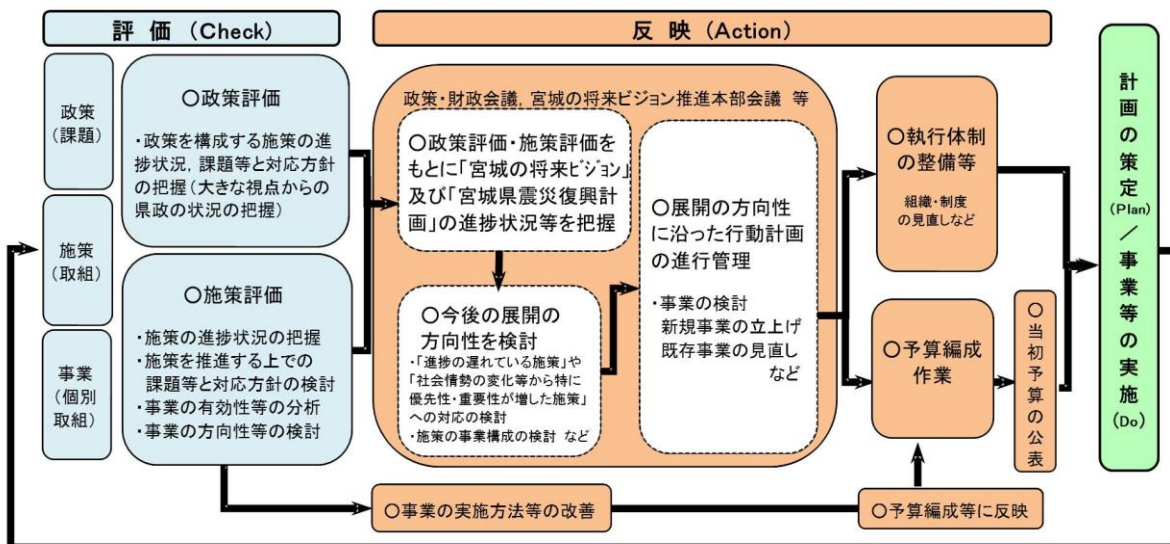 評 価 (Check)
反 映 (Action)
政策
(課題)
施策
(取組)
事業
(個別
取組)
○政策評価
・政策を構成する施策の進
捗状況, 課題等と対応方針
の把握(大きな視点からの
県政の状況の把握)
○施策評価
・施策の進捗状況の把握
・施策を推進する上での
課題等と対応方針の検討
・事業の有効性等の分析
・事業の方向性等の検討
政策・財政会議, 宮城の将来ビジョン推進本部会議 等
○政策評価・施策評価を
もとに「宮城の将来ビジョン」
及び「宮城県震災復興計
画」の進捗状況等を把握
○今後の展開の
方向性を検討
・「進捗の遅れている施策」や
「社会情勢の変化等から特に
優先性・重要性が増した施策」
への対応の検討
・施策の事業構成の検討 など
○展開の方向性
に沿った行動計画
の進行管理
・事業の検討
新規事業の立上げ
既存事業の見直し
など
○執行体制
の整備等
組織・制度
の見直しなど
○予算編成
作業
○当初予算の公表
計画の策定(Plan)/事業等の実施(Do)
○事業の実施方法等の改善
○予算編成等に反映